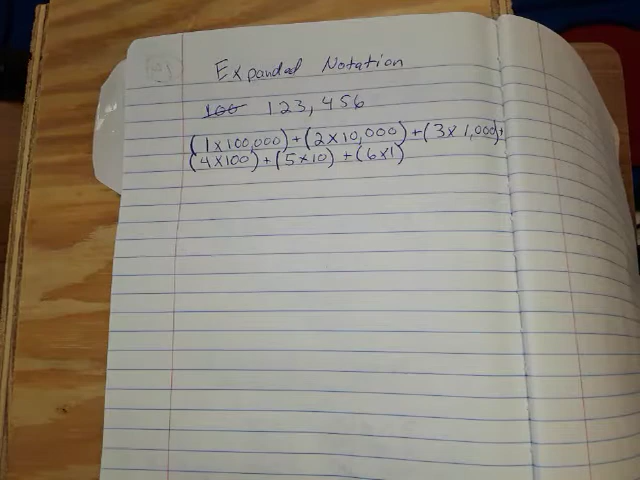 Expanded Notation
100 123,456
(1x100,000)+(2x10,000)+(3x1,000)+
(4x100)+(5x10)+(6x1)